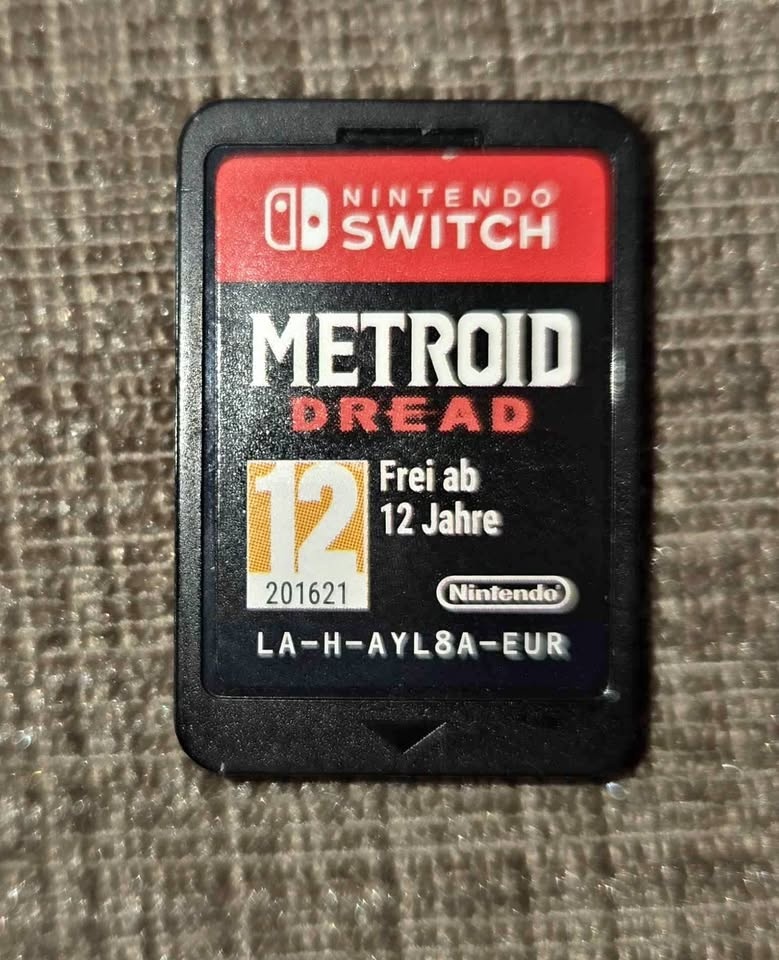 NINTENDO
SWITCH
METROID
DREAD
12
201621
Frei ab
12 Jahre
Nintendo
LA-H-AYL8A-EUR